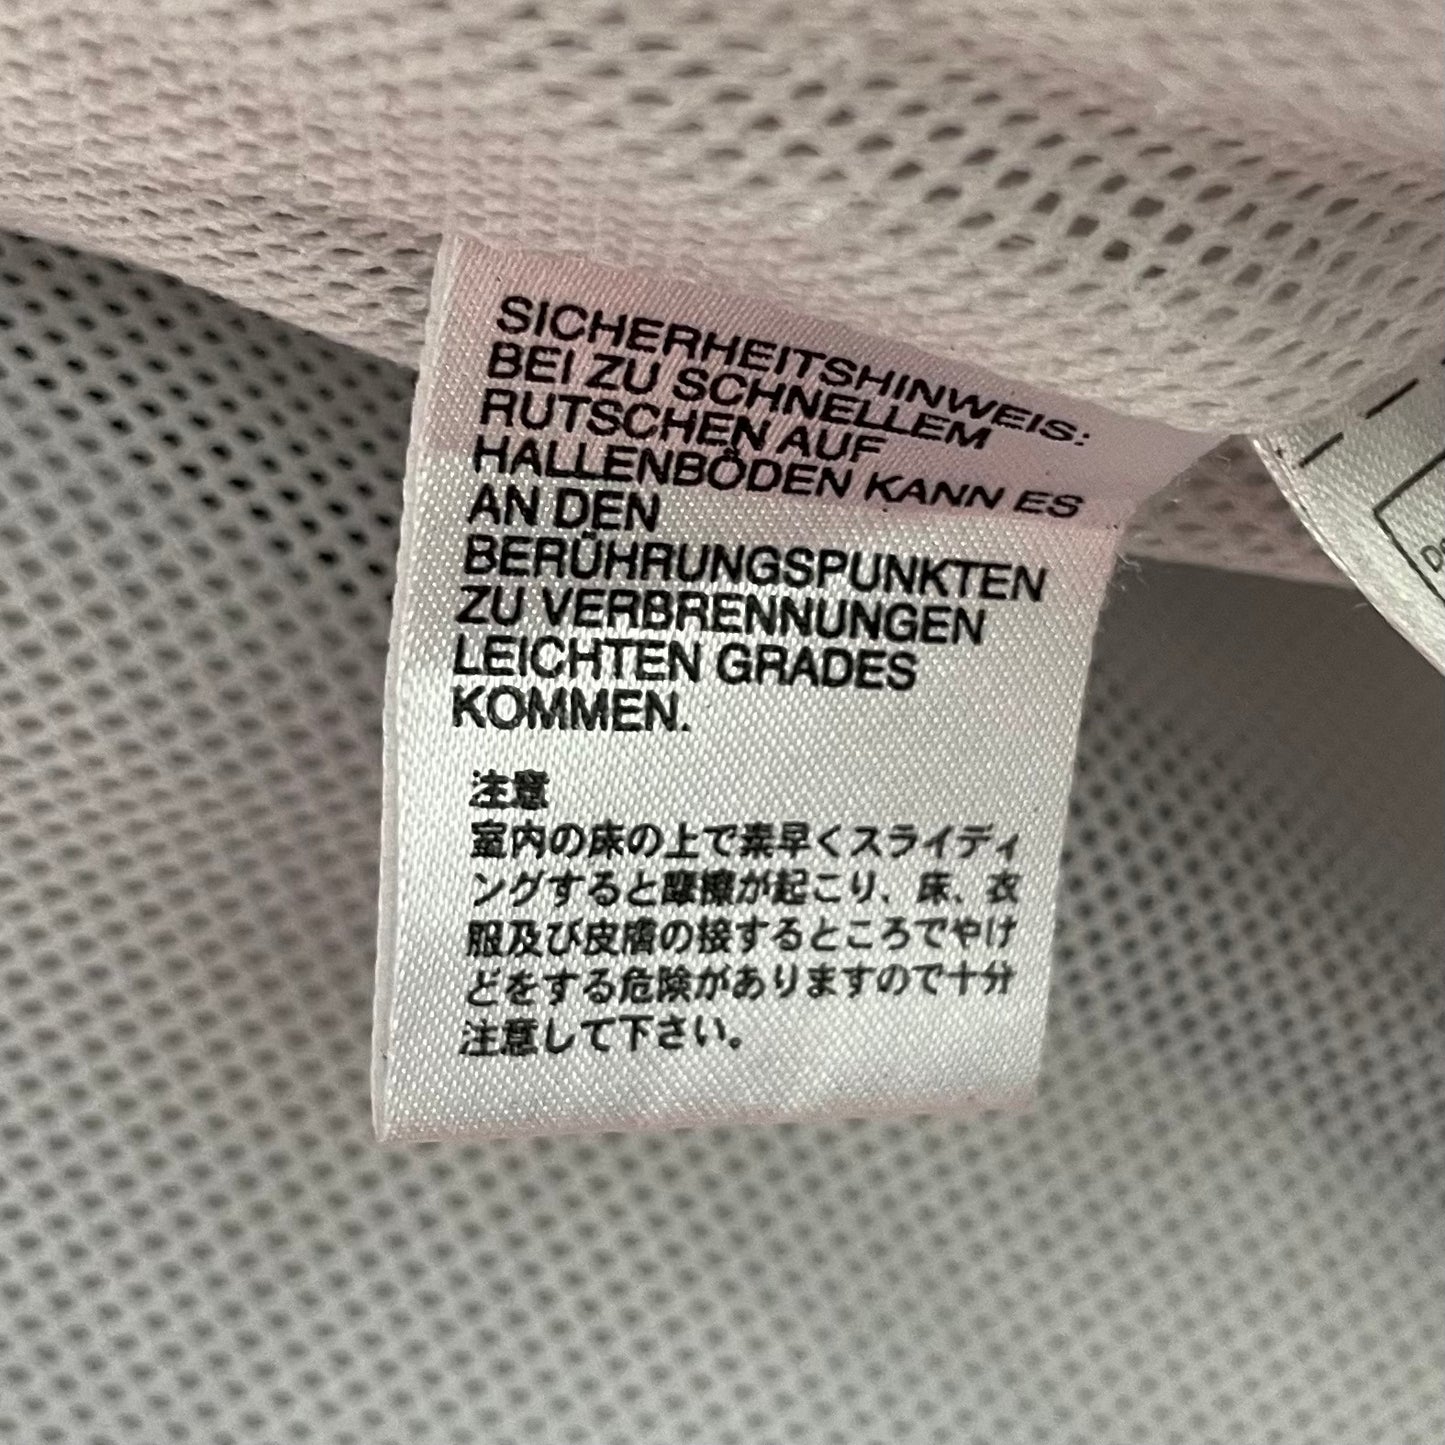 SICHERHEITSHINWEIS:
BEI ZU SCHNELLEM
RUTSCHEN AUF
HALLENBÖDEN KANN ES
AN DEN
BERÜHRUNGSPUNKTEN
ZU VERBRENNUNGEN
LEICHTEN GRADES
KOMMEN.
注意
室内の床の上で素早くスライディ
ングすると摩擦が起こり、床、衣
服及び皮膚の接するところでやけ
どをする危険がありますので十分
注意して下さい。